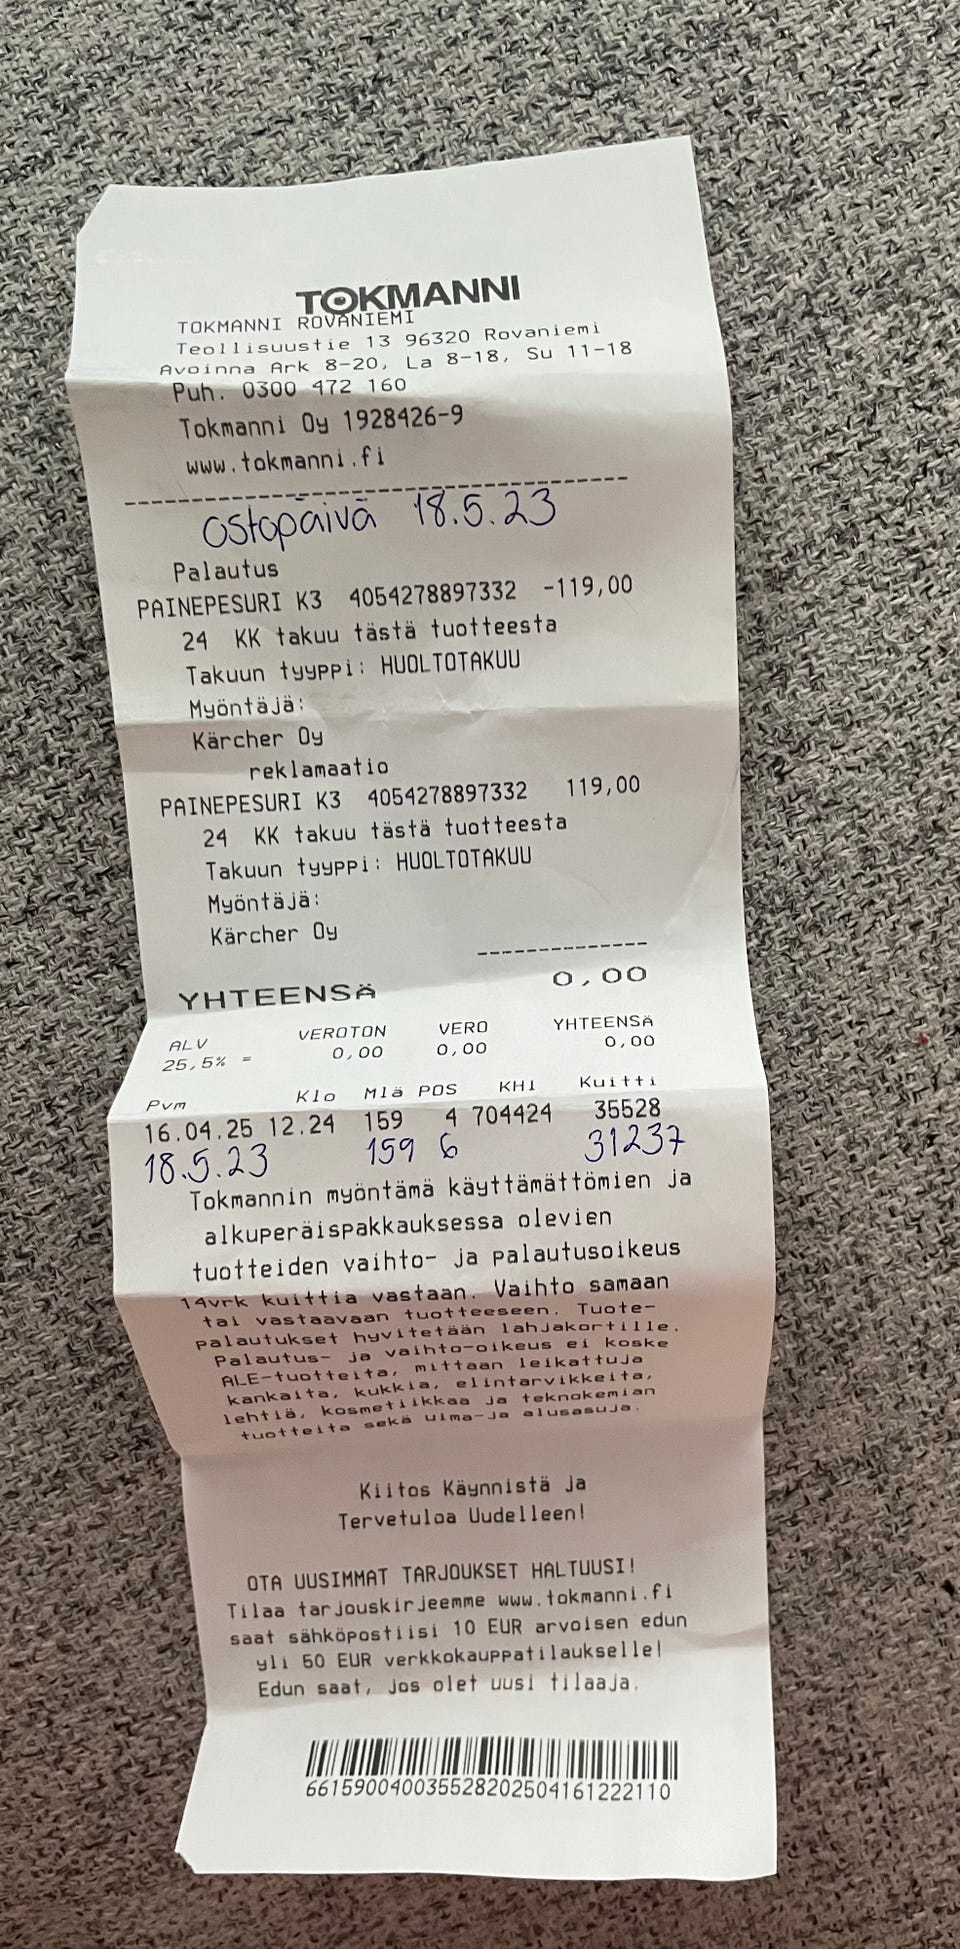 TOKMANNI
TOKMANNI ROVANIEMI
Teollisuustie 13 96320 Rovaniemi
Avoinna Ark 8-20, La 8-18, Su 11-18
Puh. 0300 472 160
Tokmanni Oy 1928426-9
www.tokmanni.fi
ostopäivä 18.5.23
Palautus
PAINEPESURI K3 4054278897332 -119,00
24 KK takuu tästä tuotteesta
Takuun tyyppi: HUOLTOTAKUU
Myöntäjä:
Kärcher Oy
reklamaatio
PAINEPESURI K3 4054278897332 119,00
24 KK takuu tästä tuotteesta
Takuun tyyppi: HUOLTOTAKUU
Myöntäjä:
Kärcher Oy
YHTEENSÄ 0,00
ALV VEROTON VERO YHTEENSÄ
25,5% = 0,00 0,00 0,00
Pvm Klo Mlä POS KHI Kuitti
16.04.25 12.24 159 4 704424 35528
18.5.23 159 6 31237
Tokmannin myöntämä käyttämättömien ja
alkuperäispakkauksessa olevien
tuotteiden vaihto- ja palautusoikeus
14vrk kuittia vastaan. Vaihto samaan
tai vastaavaan tuotteeseen. Tuote-
palautukset hyvitetään lahjakortille.
Palautus- ja vaihto-oikeus ei koske
ALE-tuotteita, mittaan leikattuja
kankaita, kukkia, elintarvikkeita,
lehtiä, kosmetiikkaa ja teknokemian
tuotteita sekä uima-ja alusasuja.
Kiitos Käynnistä ja
Tervetuloa Uudelleen!
OTA UUSIMMAT TARJOUKSET HALTUUSI!
Tilaa tarjouskirjeemme www.tokmanni.fi
saat sähköpostiisi 10 EUR arvoisen edun
yli 50 EUR verkkokauppatilaukselle!
Edun saat, jos olet uusi tilaaja.
6615900400355282025041612​22110